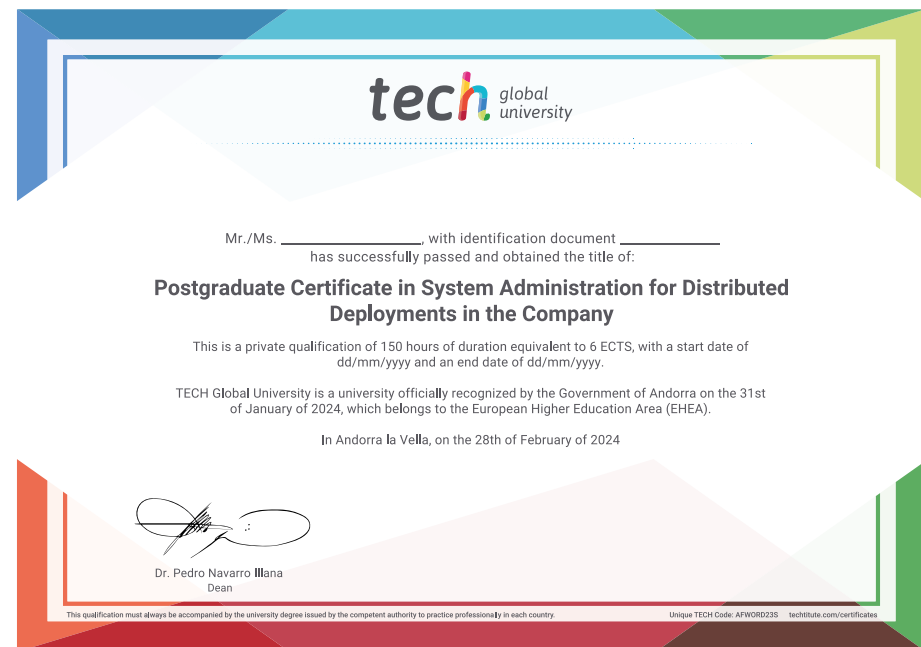 tech global university
Mr./Ms. ____________, with identification document ____________
has successfully passed and obtained the title of:
Postgraduate Certificate in System Administration for Distributed
Deployments in the Company
This is a private qualification of 150 hours of duration equivalent to 6 ECTS, with a start date of
dd/mm/yyyy and an end date of dd/mm/yyyy.
TECH Global University is a university officially recognized by the Government of Andorra on the 31st
of January of 2024, which belongs to the European Higher Education Area (EHEA).
In Andorra la Vella, on the 28th of February of 2024
Dr. Pedro Navarro Illana
Dean
This qualification must always be accompanied by the university degree issued by the competent authority to practice professionally in each country.
Unique TECH Code: AFWORD23S techtitute.com/certificates